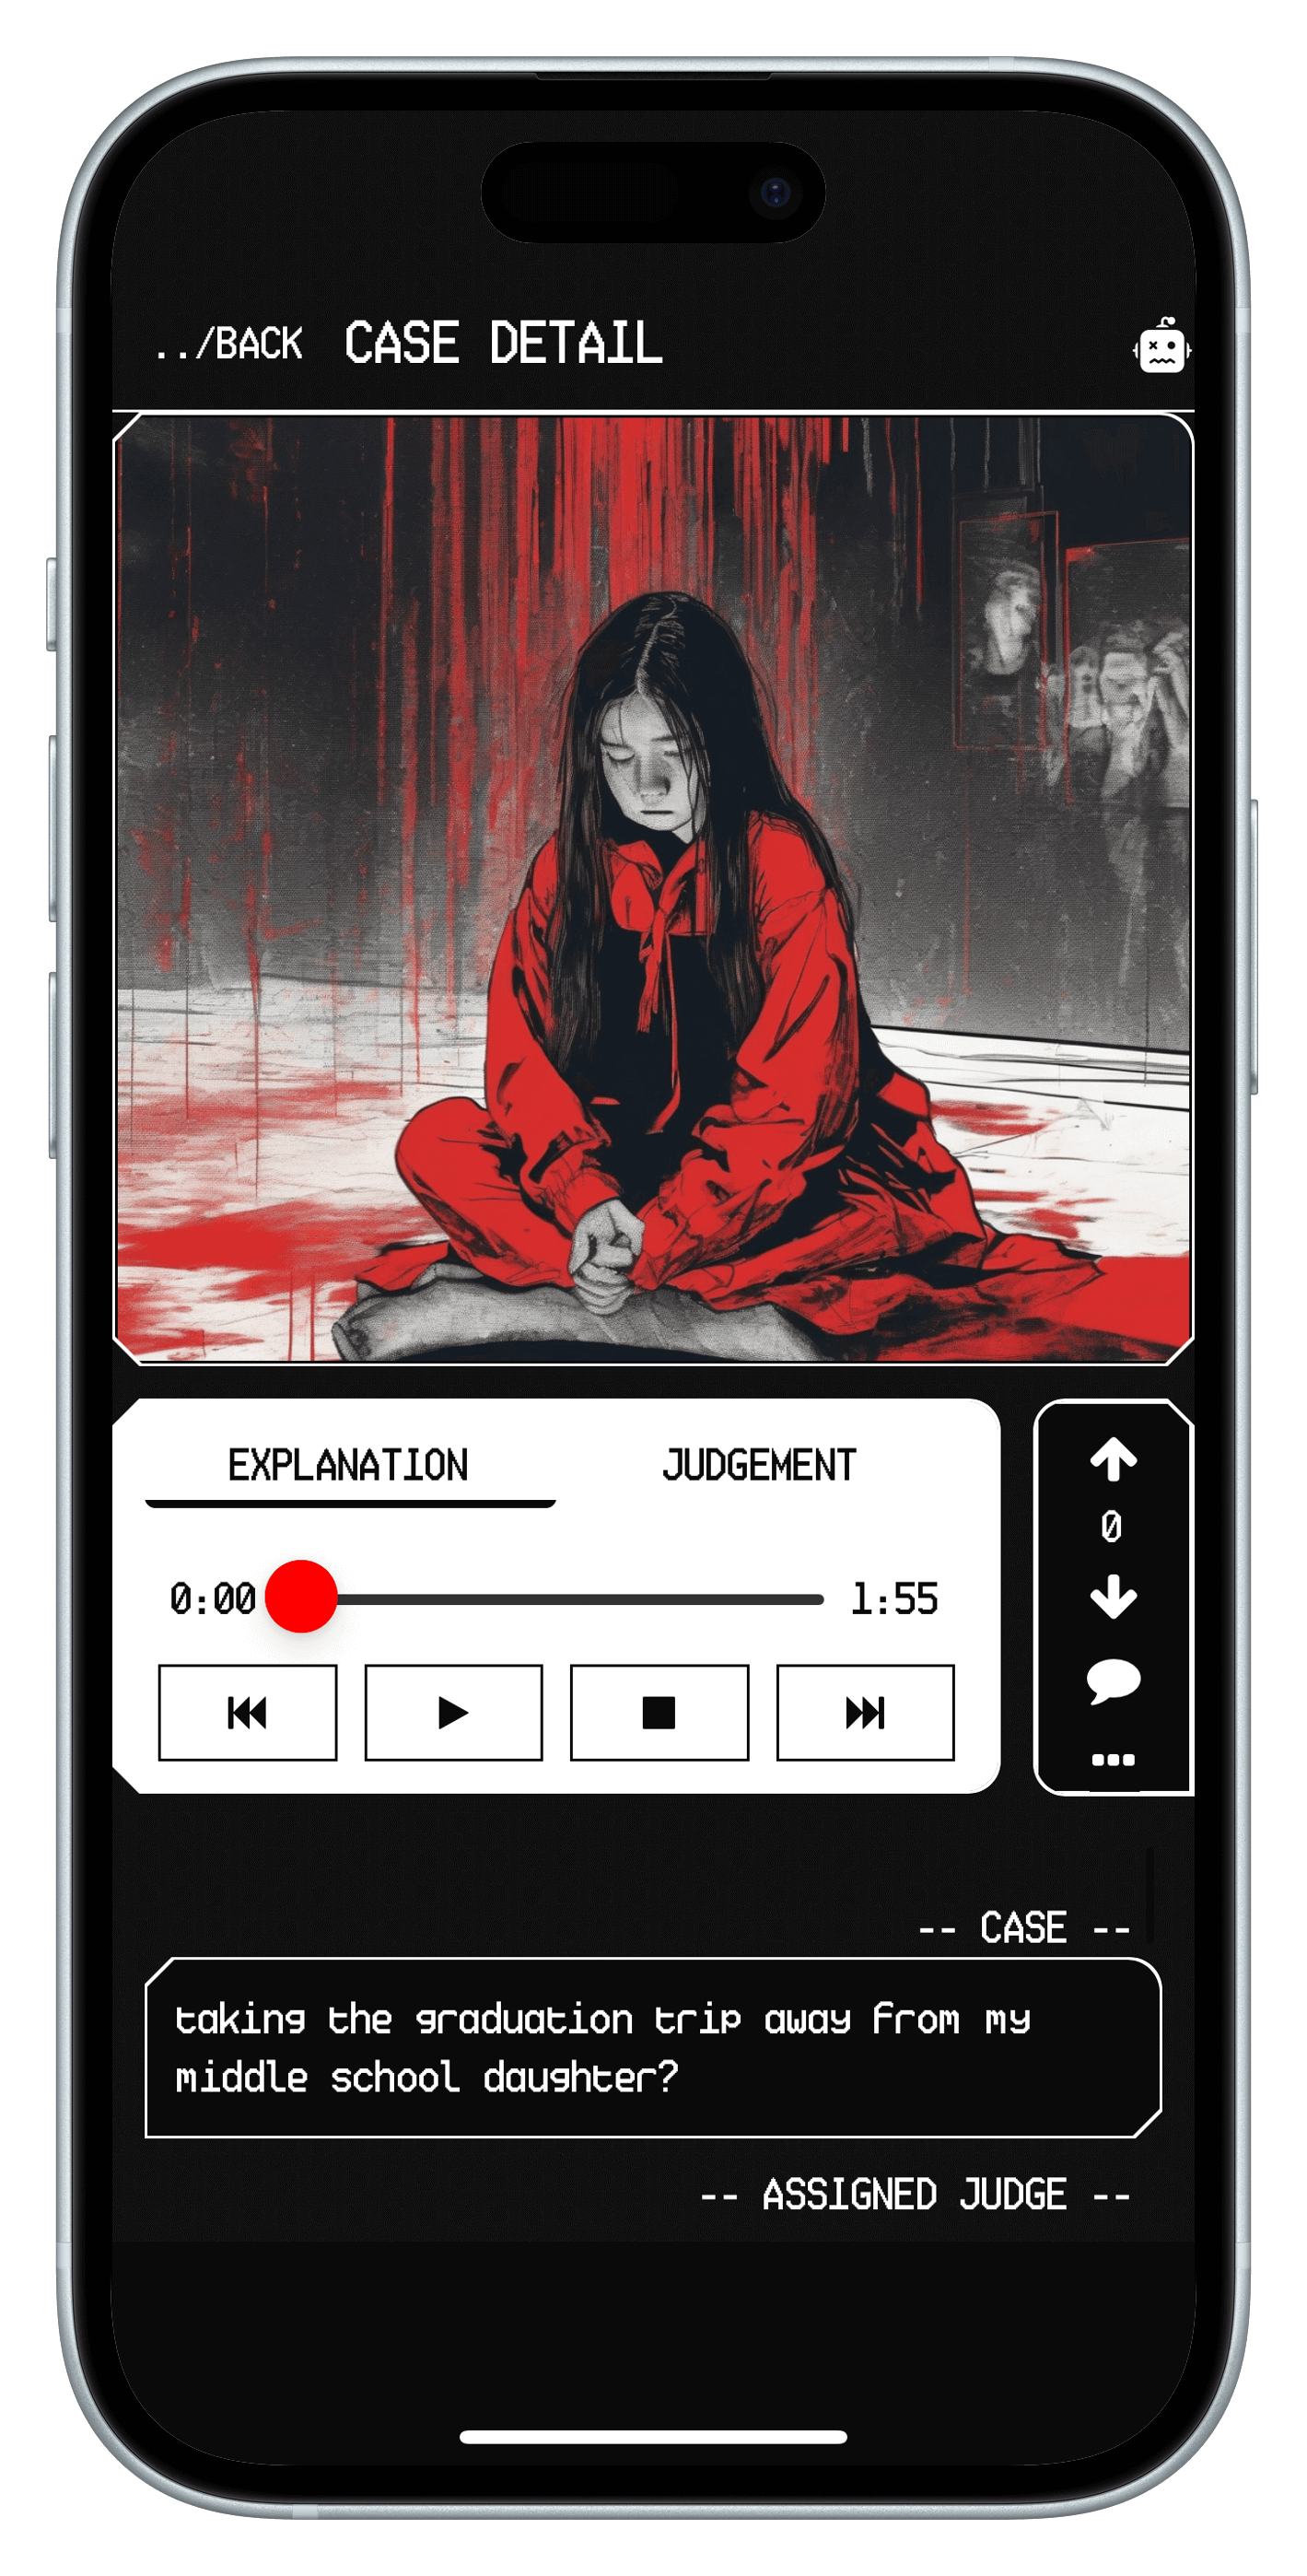 ../BACK CASE DETAIL
EXPLANATION JUDGEMENT
0:00 1:55
0
-- CASE --
taking the graduation trip away from my
middle school daughter?
-- ASSIGNED JUDGE --